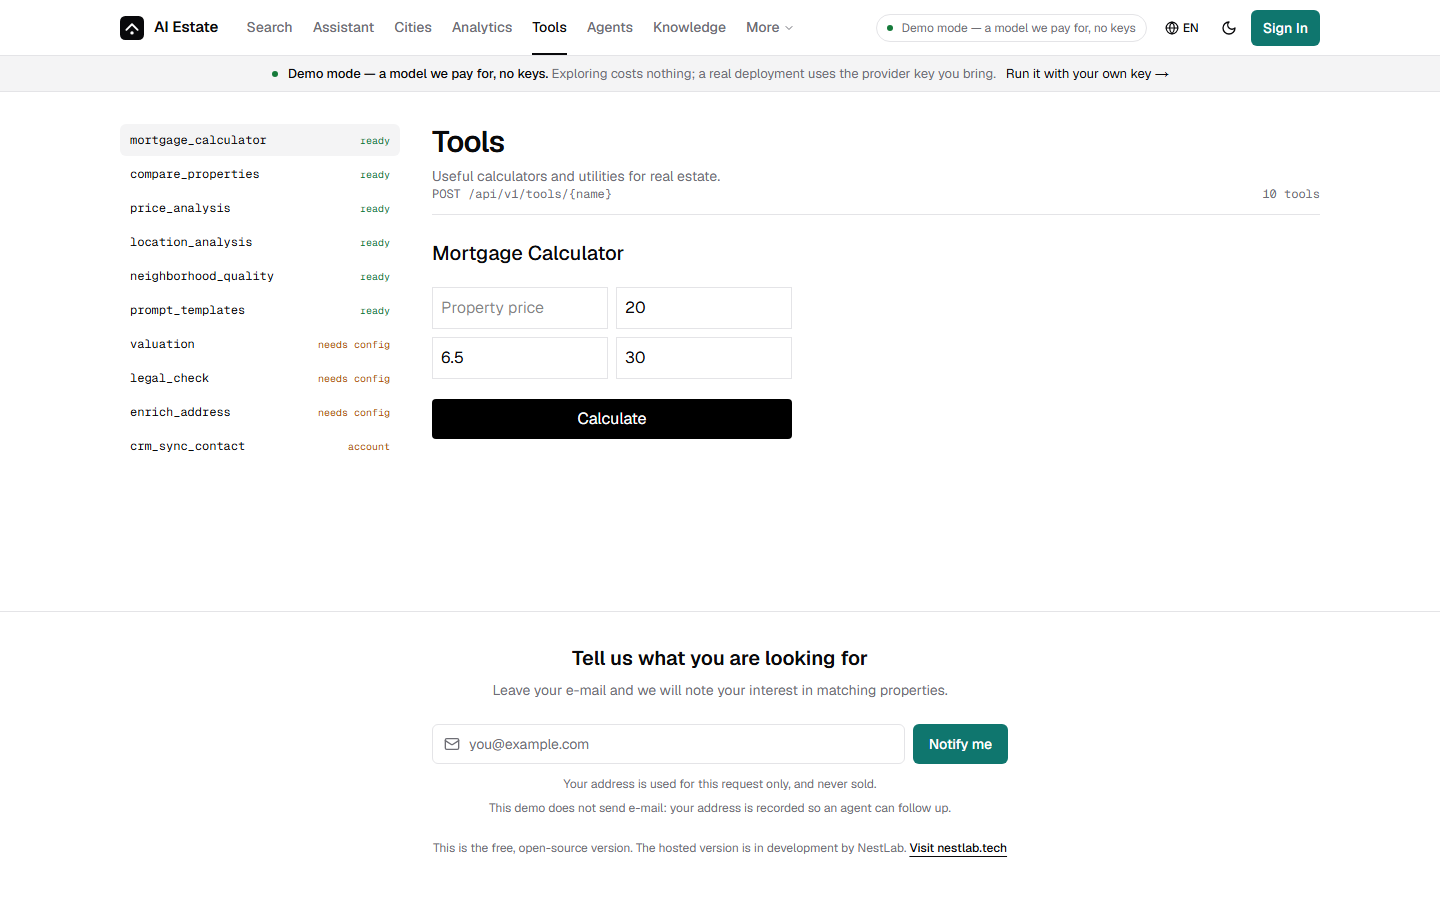 AI Estate
Search
Assistant
Cities
Analytics
Tools
Agents
Knowledge
More
Demo mode — a model we pay for, no keys
EN
Sign In
Demo mode — a model we pay for, no keys. Exploring costs nothing; a real deployment uses the provider key you bring. Run it with your own key →
mortgage_calculator ready
compare_properties ready
price_analysis ready
location_analysis ready
neighborhood_quality ready
prompt_templates ready
valuation needs config
legal_check needs config
enrich_address needs config
crm_sync_contact account
Tools
Useful calculators and utilities for real estate.
POST /api/v1/tools/{name} 10 tools
Mortgage Calculator
Property price 20
6.5 30
Calculate
Tell us what you are looking for
Leave your e-mail and we will note your interest in matching properties.
you@example.com Notify me
Your address is used for this request only, and never sold.
This demo does not send e-mail: your address is recorded so an agent can follow up.
This is the free, open-source version. The hosted version is in development by NestLab. Visit nestlab.tech